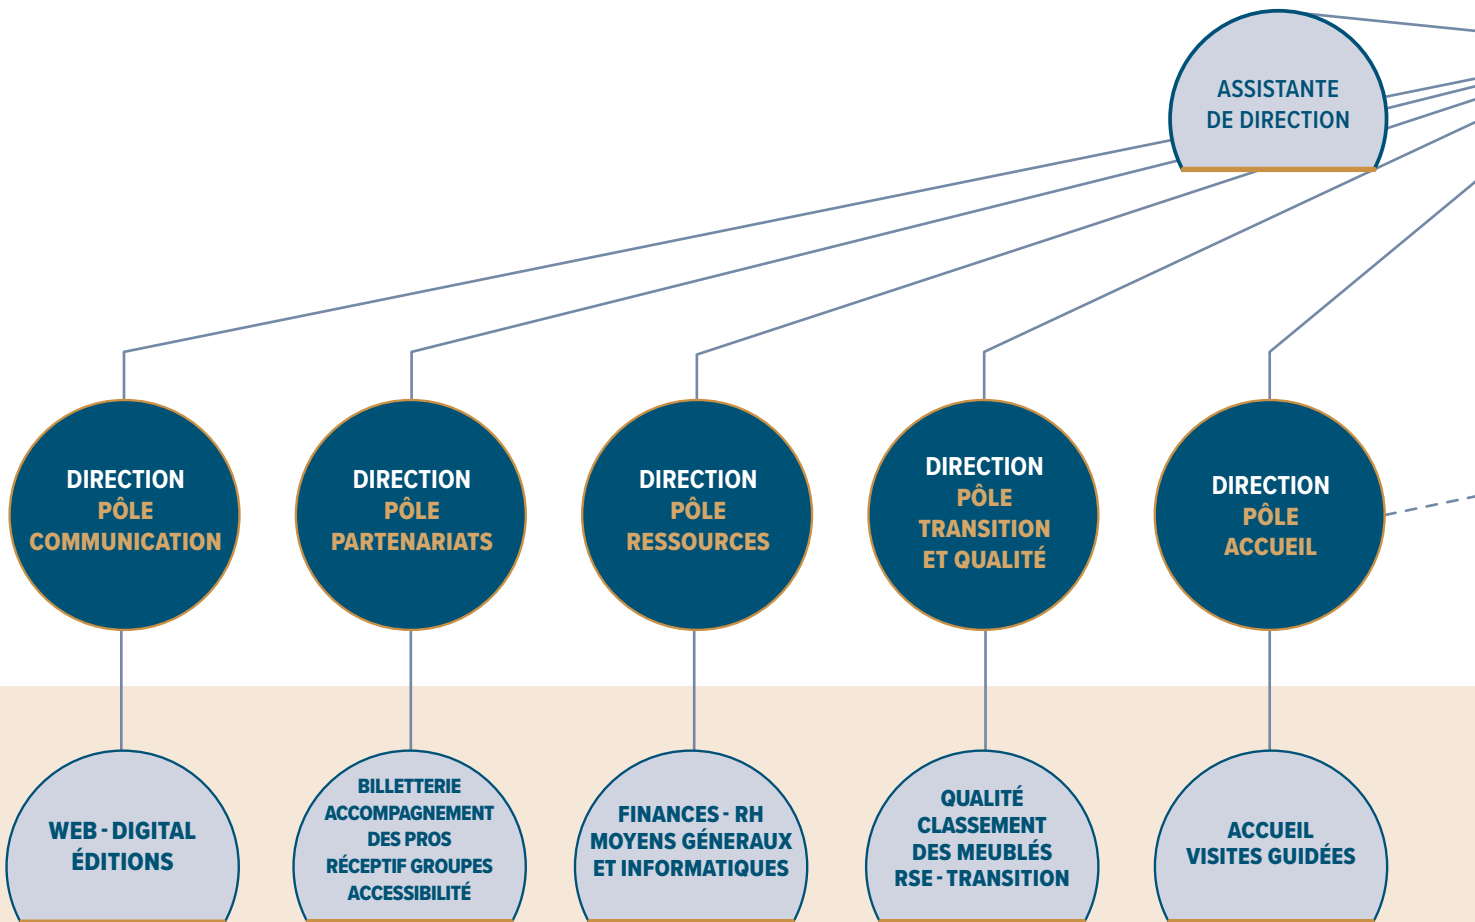 ASSISTANTE
DE DIRECTION
DIRECTION
PÔLE
COMMUNICATION
DIRECTION
PÔLE
PARTENARIATS
DIRECTION
PÔLE
RESSOURCES
DIRECTION
PÔLE
TRANSITION
ET QUALITÉ
DIRECTION
PÔLE
ACCUEIL
WEB - DIGITAL
ÉDITIONS
BILLETTERIE
ACCOMPAGNEMENT
DES PROS
RÉCEPTIF GROUPES
ACCESSIBILITÉ
FINANCES - RH
MOYENS GÉNERAUX
ET INFORMATIQUES
QUALITÉ
CLASSEMENT
DES MEUBLÉS
RSE - TRANSITION
ACCUEIL
VISITES GUIDÉES